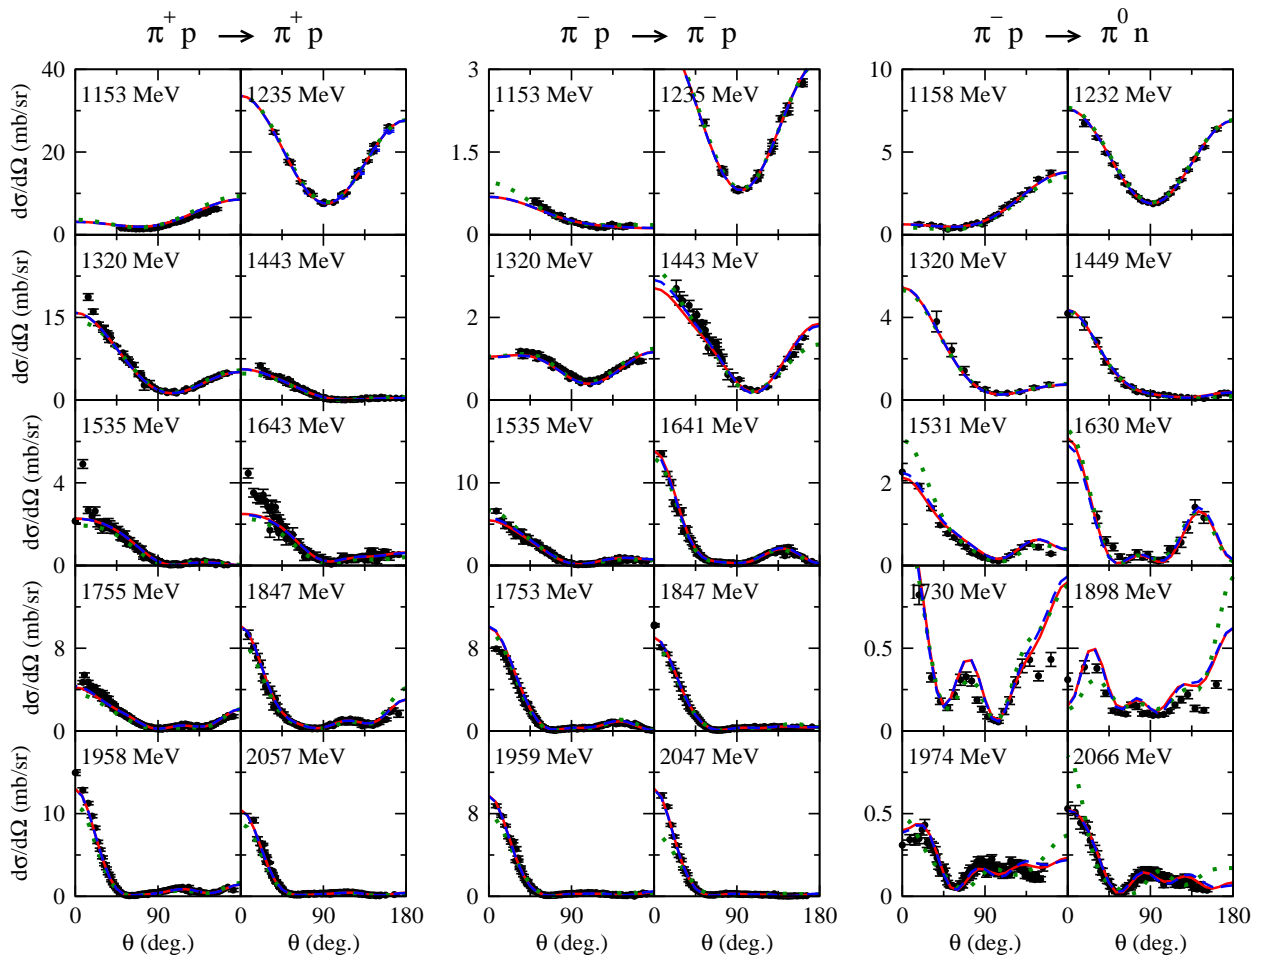 π⁺ p → π⁺ p π⁻ p → π⁻ p π⁻ p → π⁰ n
40 3 10
1153 MeV 1235 MeV 1153 MeV 1235 MeV 1158 MeV 1232 MeV
dσ/dΩ (mb/sr) 20 1.5 5
0 0 0
1320 MeV 1443 MeV 1320 MeV 1443 MeV 1320 MeV 1449 MeV
dσ/dΩ (mb/sr) 15 2 4
0 0 0
1535 MeV 1643 MeV 1535 MeV 1641 MeV 1531 MeV 1630 MeV
dσ/dΩ (mb/sr) 4 10 2
0 0 0
1755 MeV 1847 MeV 1753 MeV 1847 MeV 1730 MeV 1898 MeV
dσ/dΩ (mb/sr) 8 8 0.5
0 0 0
1958 MeV 2057 MeV 1959 MeV 2047 MeV 1974 MeV 2066 MeV
dσ/dΩ (mb/sr) 10 8 0.5
0 0 0
0 90 0 90 180 0 90 0 90 180 0 90 0 90 180
θ (deg.) θ (deg.) θ (deg.) θ (deg.) θ (deg.) θ (deg.)